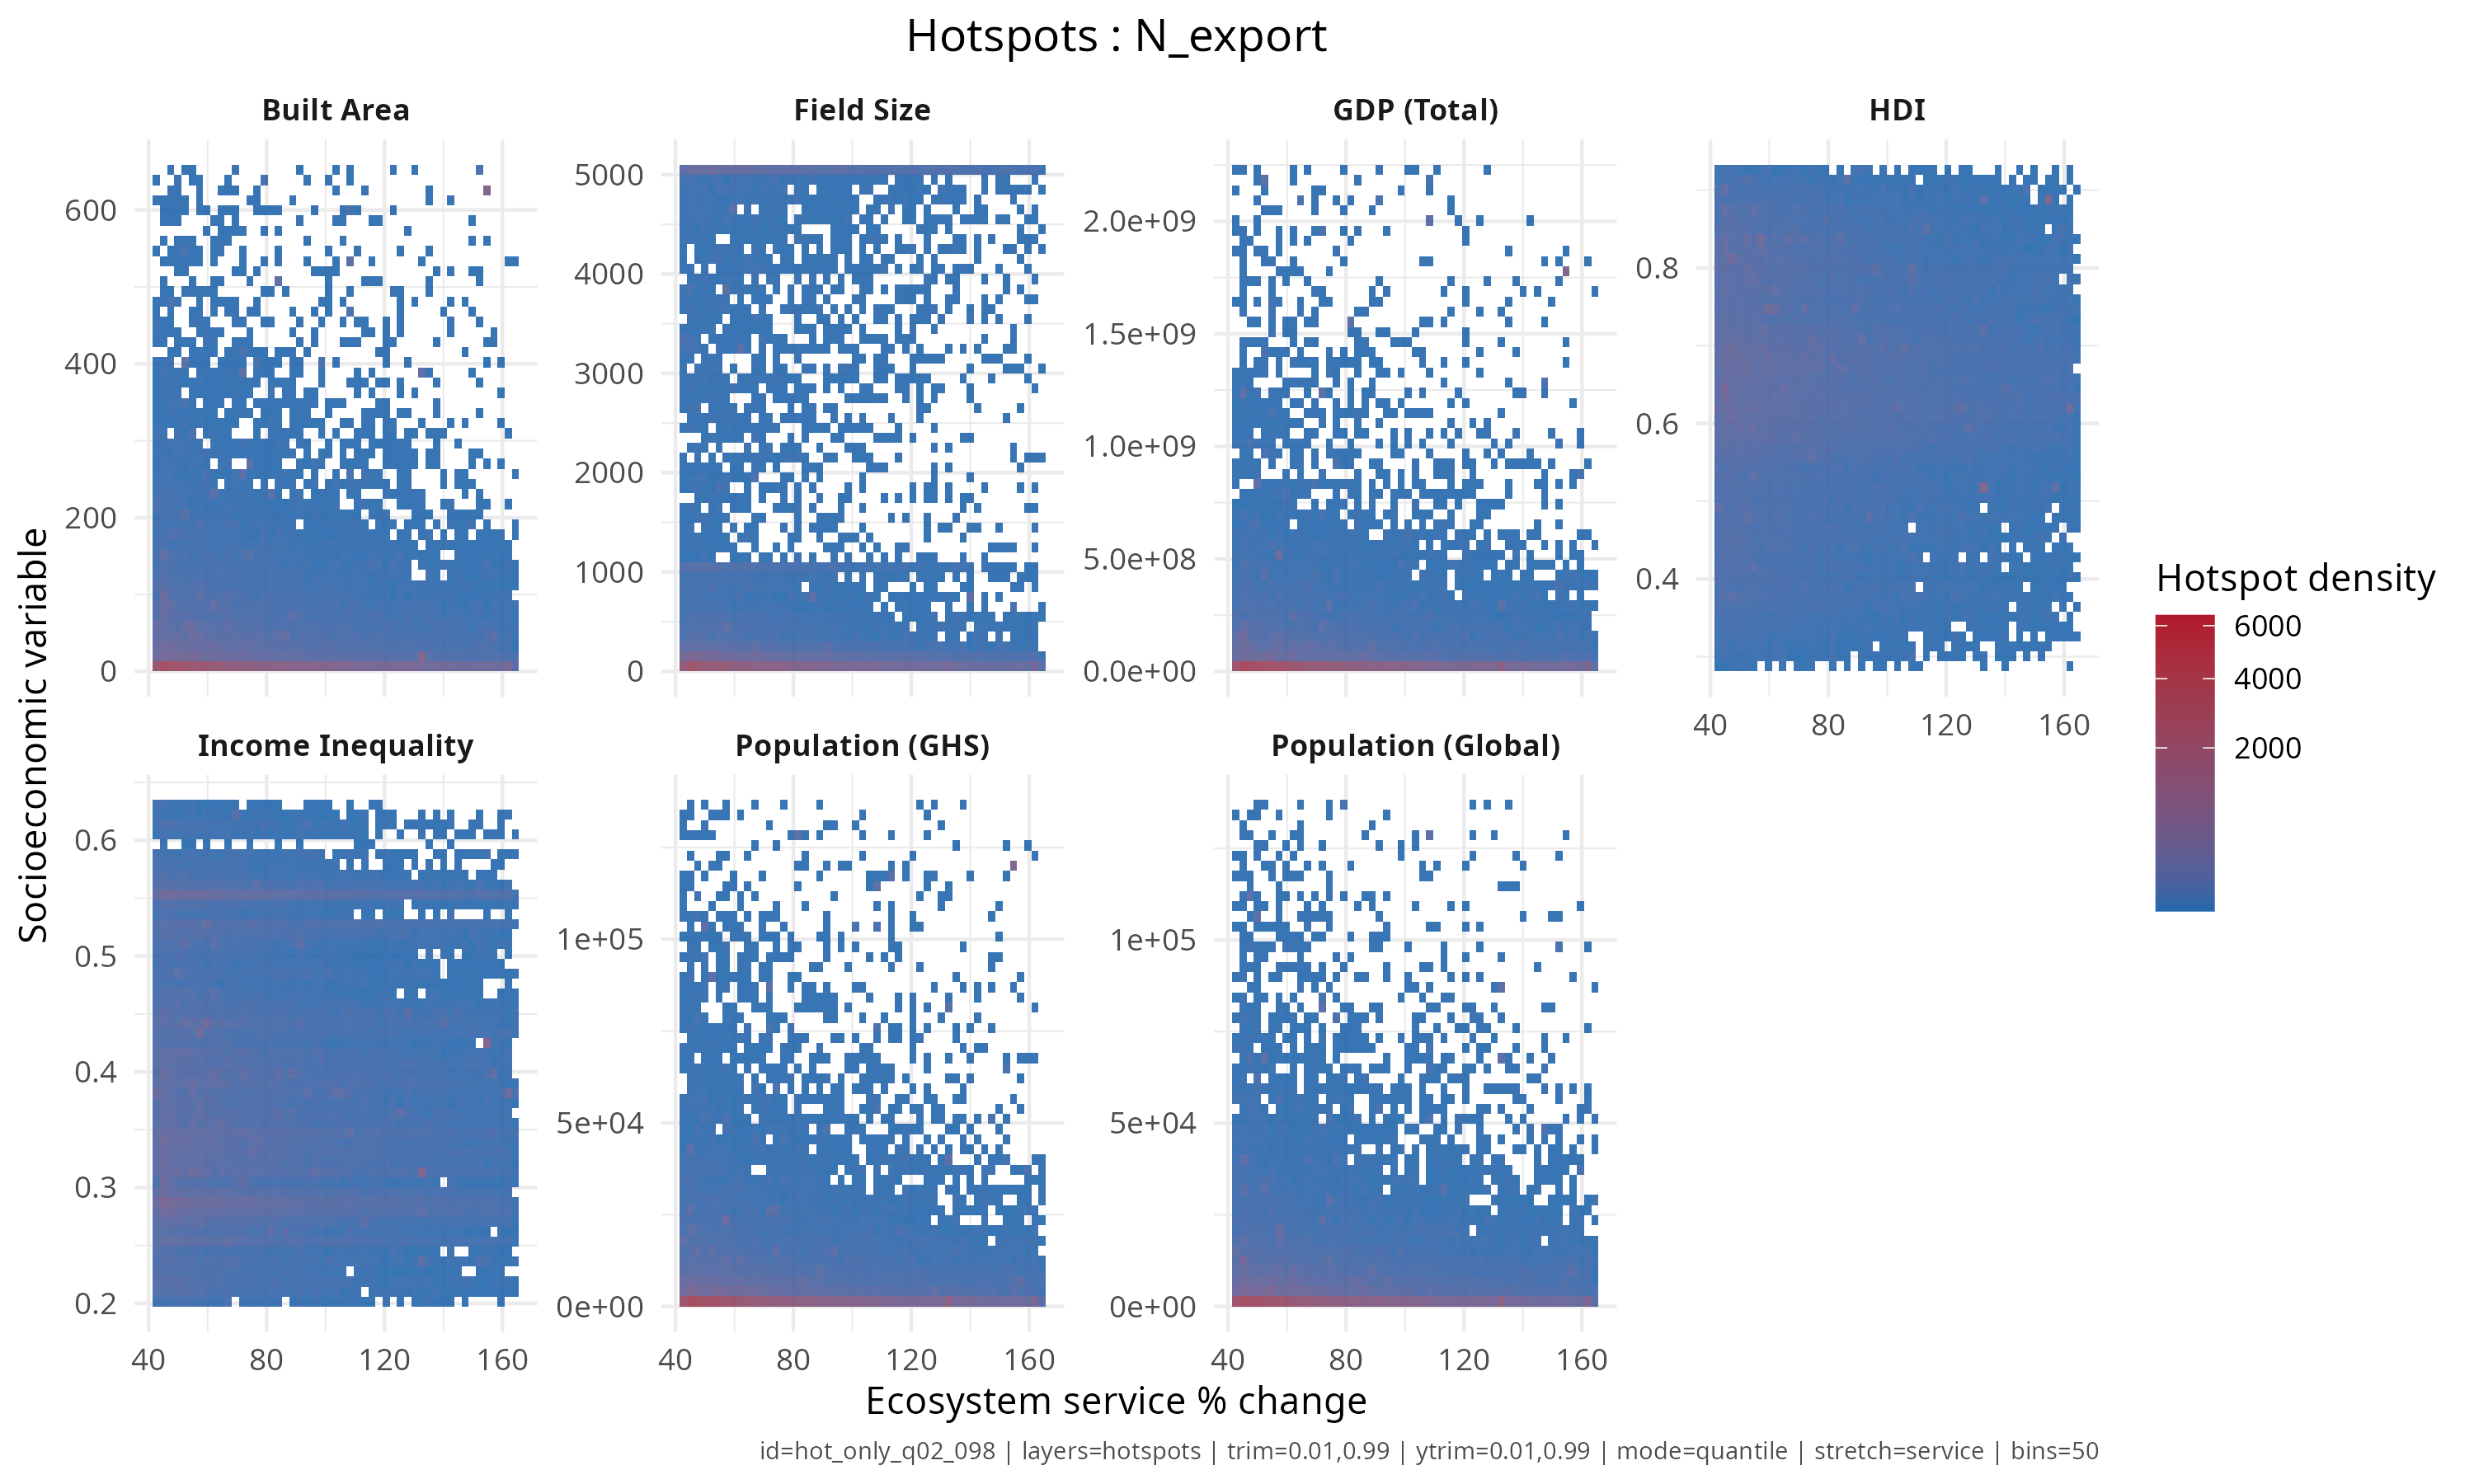 Hotspots : N_export
Built Area
Field Size
GDP (Total)
HDI
Socioeconomic variable
600
400
200
0
5000
4000
3000
2000
1000
0
2.0e+09
1.5e+09
1.0e+09
5.0e+08
0.0e+00
0.8
0.6
0.4
40 80 120 160
Hotspot density
6000
4000
2000
Income Inequality
Population (GHS)
Population (Global)
0.6
0.5
0.4
0.3
0.2
1e+05
5e+04
0e+00
1e+05
5e+04
0e+00
40 80 120 160
40 80 120 160
40 80 120 160
Ecosystem service % change
id=hot_only_q02_098 | layers=hotspots | trim=0.01,0.99 | ytrim=0.01,0.99 | mode=quantile | stretch=service | bins=50